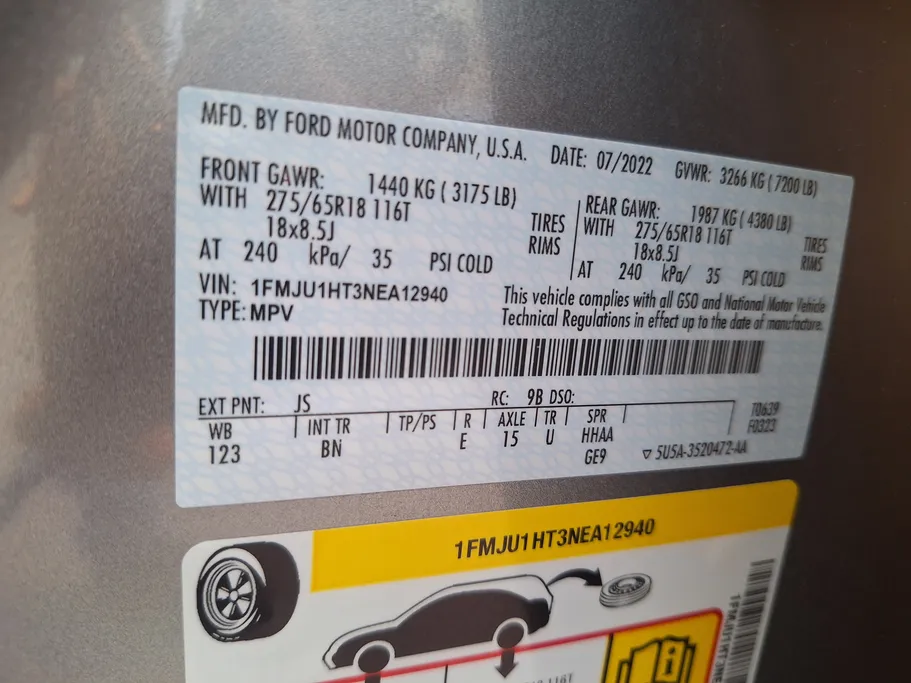 MFD. BY FORD MOTOR COMPANY, U.S.A. DATE: 07/2022 GVWR: 3266 KG ( 7200 LB)
FRONT GAWR: 1440 KG ( 3175 LB) REAR GAWR: 1987 KG ( 4380 LB)
WITH 275/65R18 116T TIRES WITH 275/65R18 116T TIRES
18x8.5J RIMS 18x8.5J RIMS
AT 240 kPa/ 35 PSI COLD AT 240 kPa/ 35 PSI COLD
VIN: 1FMJU1HT3NEA12940 This vehicle complies with all GSO and National Motor Vehicle
TYPE: MPV Technical Regulations in effect up to the date of manufacture.
EXT PNT: JS RC: 9B DSO:
WB INT TR TP/PS R AXLE TR SPR T0639
123 BN E 15 U HHAA F0323
GE9 ▽ 5U5A-3520472-AA
1FMJU1HT3NEA12940
116T